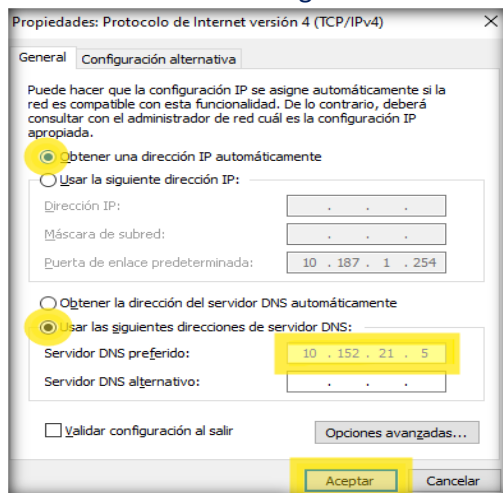 Propiedades: Protocolo de Internet versión 4 (TCP/IPv4)
General Configuración alternativa
Puede hacer que la configuración IP se asigne automáticamente si la
red es compatible con esta funcionalidad. De lo contrario, deberá
consultar con el administrador de red cuál es la configuración IP
apropiada.
Obtener una dirección IP automáticamente
Usar la siguiente dirección IP:
Dirección IP: . . .
Máscara de subred: . . .
Puerta de enlace predeterminada: 10 . 187 . 1 . 254
Obtener la dirección del servidor DNS automáticamente
Usar las siguientes direcciones de servidor DNS:
Servidor DNS preferido: 10 . 152 . 21 . 5
Servidor DNS alternativo: . . .
Validar configuración al salir
Opciones avanzadas...
Aceptar Cancelar